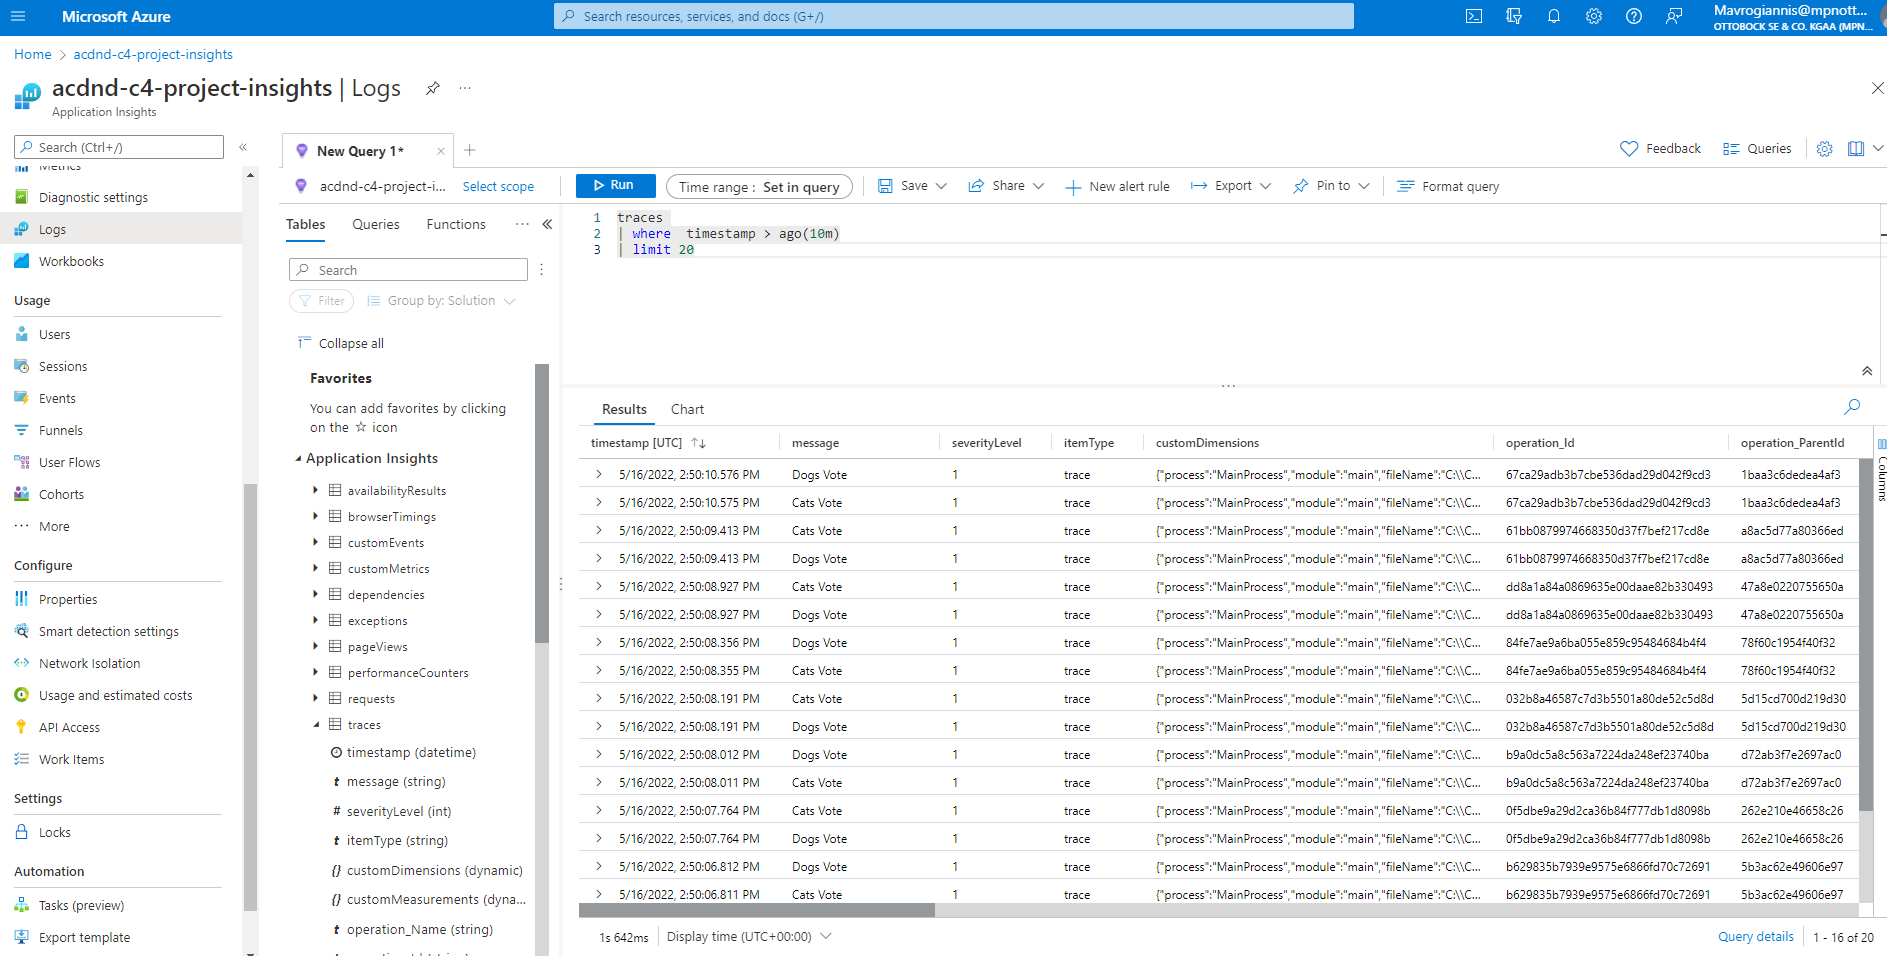 Microsoft Azure
Search resources, services, and docs (G+/)
Mavrogiannis@mpnott...
OTTOBOCK SE & CO. KGAA (MPN...
Home > acdnd-c4-project-insights
acdnd-c4-project-insights | Logs ...
Application Insights
Search (Ctrl+/)
Metrics
Diagnostic settings
Logs
Workbooks
Usage
Users
Sessions
Events
Funnels
User Flows
Cohorts
More
Configure
Properties
Smart detection settings
Network Isolation
Usage and estimated costs
API Access
Work Items
Settings
Locks
Automation
Tasks (preview)
Export template
New Query 1*
Feedback
Queries
acdnd-c4-project-i...
Select scope
Run
Time range : Set in query
Save
Share
New alert rule
Export
Pin to
Format query
Tables
Queries
Functions
Search
Filter
Group by: Solution
Collapse all
Favorites
You can add favorites by clicking
on the ☆ icon
Application Insights
availabilityResults
browserTimings
customEvents
customMetrics
dependencies
exceptions
pageViews
performanceCounters
requests
traces
timestamp (datetime)
t message (string)
# severityLevel (int)
t itemType (string)
{} customDimensions (dynamic)
{} customMeasurements (dyna...
t operation_Name (string)
1 traces
2 | where timestamp > ago(10m)
3 | limit 20
Results
Chart
timestamp [UTC] message severityLevel itemType customDimensions operation_Id operation_ParentId
5/16/2022, 2:50:10.576 PM Dogs Vote 1 trace {"process":"MainProcess","module":"main","fileName":"C:\\C... 67ca29adb3b7cbe536dad29d042f9cd3 1baa3c6dedea4af3
5/16/2022, 2:50:10.575 PM Cats Vote 1 trace {"process":"MainProcess","module":"main","fileName":"C:\\C... 67ca29adb3b7cbe536dad29d042f9cd3 1baa3c6dedea4af3
5/16/2022, 2:50:09.413 PM Cats Vote 1 trace {"process":"MainProcess","module":"main","fileName":"C:\\C... 61bb0879974668350d37f7bef217cd8e a8ac5d77a80366ed
5/16/2022, 2:50:09.413 PM Dogs Vote 1 trace {"process":"MainProcess","module":"main","fileName":"C:\\C... 61bb0879974668350d37f7bef217cd8e a8ac5d77a80366ed
5/16/2022, 2:50:08.927 PM Cats Vote 1 trace {"process":"MainProcess","module":"main","fileName":"C:\\C... dd8a1a84a0869635e00daae82b330493 47a8e0220755650a
5/16/2022, 2:50:08.927 PM Dogs Vote 1 trace {"process":"MainProcess","module":"main","fileName":"C:\\C... dd8a1a84a0869635e00daae82b330493 47a8e0220755650a
5/16/2022, 2:50:08.356 PM Dogs Vote 1 trace {"process":"MainProcess","module":"main","fileName":"C:\\C... 84fe7ae9a6ba055e859c95484684b4f4 78f60c1954f40f32
5/16/2022, 2:50:08.355 PM Cats Vote 1 trace {"process":"MainProcess","module":"main","fileName":"C:\\C... 84fe7ae9a6ba055e859c95484684b4f4 78f60c1954f40f32
5/16/2022, 2:50:08.191 PM Cats Vote 1 trace {"process":"MainProcess","module":"main","fileName":"C:\\C... 032b8a46587c7d3b5501a80de52c5d8d 5d15cd700d219d30
5/16/2022, 2:50:08.191 PM Dogs Vote 1 trace {"process":"MainProcess","module":"main","fileName":"C:\\C... 032b8a46587c7d3b5501a80de52c5d8d 5d15cd700d219d30
5/16/2022, 2:50:08.012 PM Dogs Vote 1 trace {"process":"MainProcess","module":"main","fileName":"C:\\C... b9a0dc5a8c563a7224da248ef23740ba d72ab3f7e2697ac0
5/16/2022, 2:50:08.011 PM Cats Vote 1 trace {"process":"MainProcess","module":"main","fileName":"C:\\C... b9a0dc5a8c563a7224da248ef23740ba d72ab3f7e2697ac0
5/16/2022, 2:50:07.764 PM Cats Vote 1 trace {"process":"MainProcess","module":"main","fileName":"C:\\C... 0f5dbe9a29d2ca36b84f777db1d8098b 262e210e46658c26
5/16/2022, 2:50:07.764 PM Dogs Vote 1 trace {"process":"MainProcess","module":"main","fileName":"C:\\C... 0f5dbe9a29d2ca36b84f777db1d8098b 262e210e46658c26
5/16/2022, 2:50:06.812 PM Dogs Vote 1 trace {"process":"MainProcess","module":"main","fileName":"C:\\C... b629835b7939e9575e6866fd70c72691 5b3ac62e49606e97
5/16/2022, 2:50:06.811 PM Cats Vote 1 trace {"process":"MainProcess","module":"main","fileName":"C:\\C... b629835b7939e9575e6866fd70c72691 5b3ac62e49606e97
Columns
1s 642ms
Display time (UTC+00:00)
Query details
1 - 16 of 20